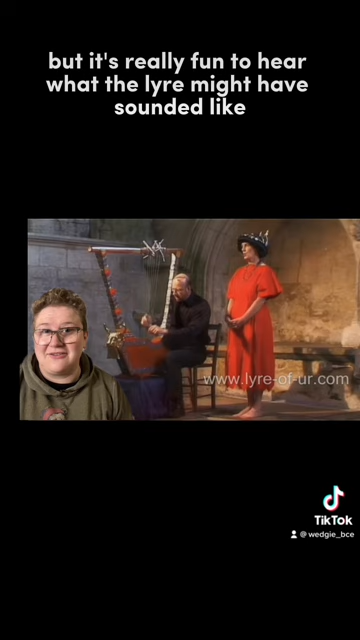 but it's really fun to hear
what the lyre might have
sounded like
www.lyre-of-ur.com
TikTok
@wedgie_bce